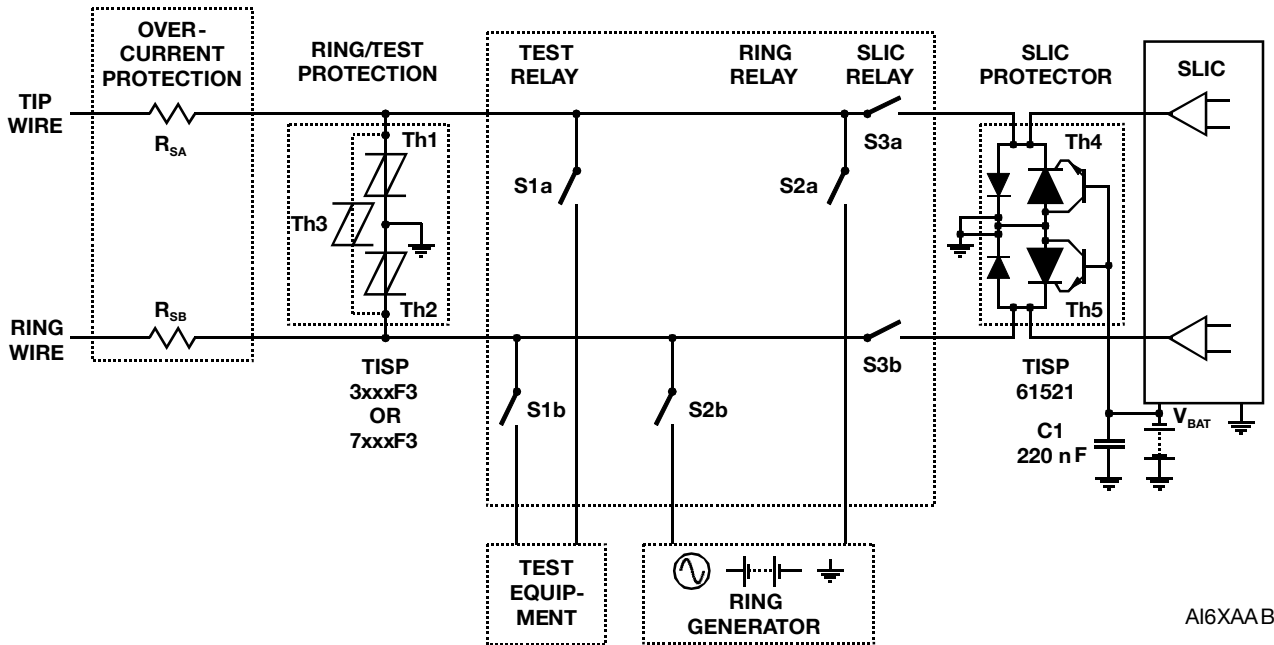 OVER-
CURRENT
PROTECTION
RING/TEST
PROTECTION
TEST
RELAY
RING
RELAY
SLIC
RELAY
SLIC
PROTECTOR
SLIC
TIP
WIRE
RSA
Th1
Th3
Th2
S1a
S2a
S3a
Th4
Th5
RING
WIRE
RSB
TISP
3xxxF3
OR
7xxxF3
S1b
S2b
S3b
TISP
61521
C1
220 nF
VBAT
TEST
EQUIP-
MENT
RING
GENERATOR
AI6XAAB